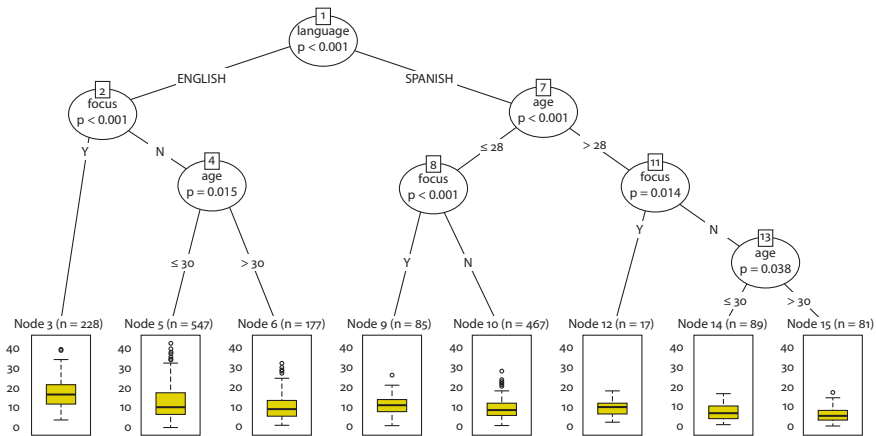 1
language
p < 0.001
ENGLISH
SPANISH
2
focus
p < 0.001
7
age
p < 0.001
Y
N
≤ 28
> 28
4
age
p = 0.015
8
focus
p < 0.001
11
focus
p = 0.014
Y
N
13
age
p = 0.038
≤ 30
> 30
Y
N
≤ 30
> 30
Node 3 (n = 228)
Node 5 (n = 547)
Node 6 (n = 177)
Node 9 (n = 85)
Node 10 (n = 467)
Node 12 (n = 17)
Node 14 (n = 89)
Node 15 (n = 81)
40 40 40 40 40 40 40 40
30 30 30 30 30 30 30 30
20 20 20 20 20 20 20 20
10 10 10 10 10 10 10 10
0 0 0 0 0 0 0 0